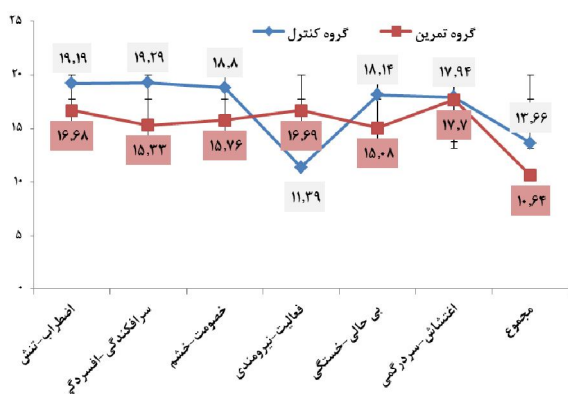 گروه کنترل
گروه تمرین
۲۵
۲۰
۱۵
۱۰
۵
۰
۱۹,۱۹
۱۹,۲۹
۱۸,۸
۱۱,۳۹
۱۸,۱۴
۱۷,۹۴
۱۳,۶۶
۱۶,۶۸
۱۵,۳۳
۱۵,۷۶
۱۶,۶۹
۱۵,۰۸
۱۷,۷
۱۰,۶۴
اضطراب-تنش
سرافکندگی-افسردگی
خصومت-خشم
فعالیت-نیرومندی
بی حالی-خستگی
اغتشاش-سردرگمی
مجموع